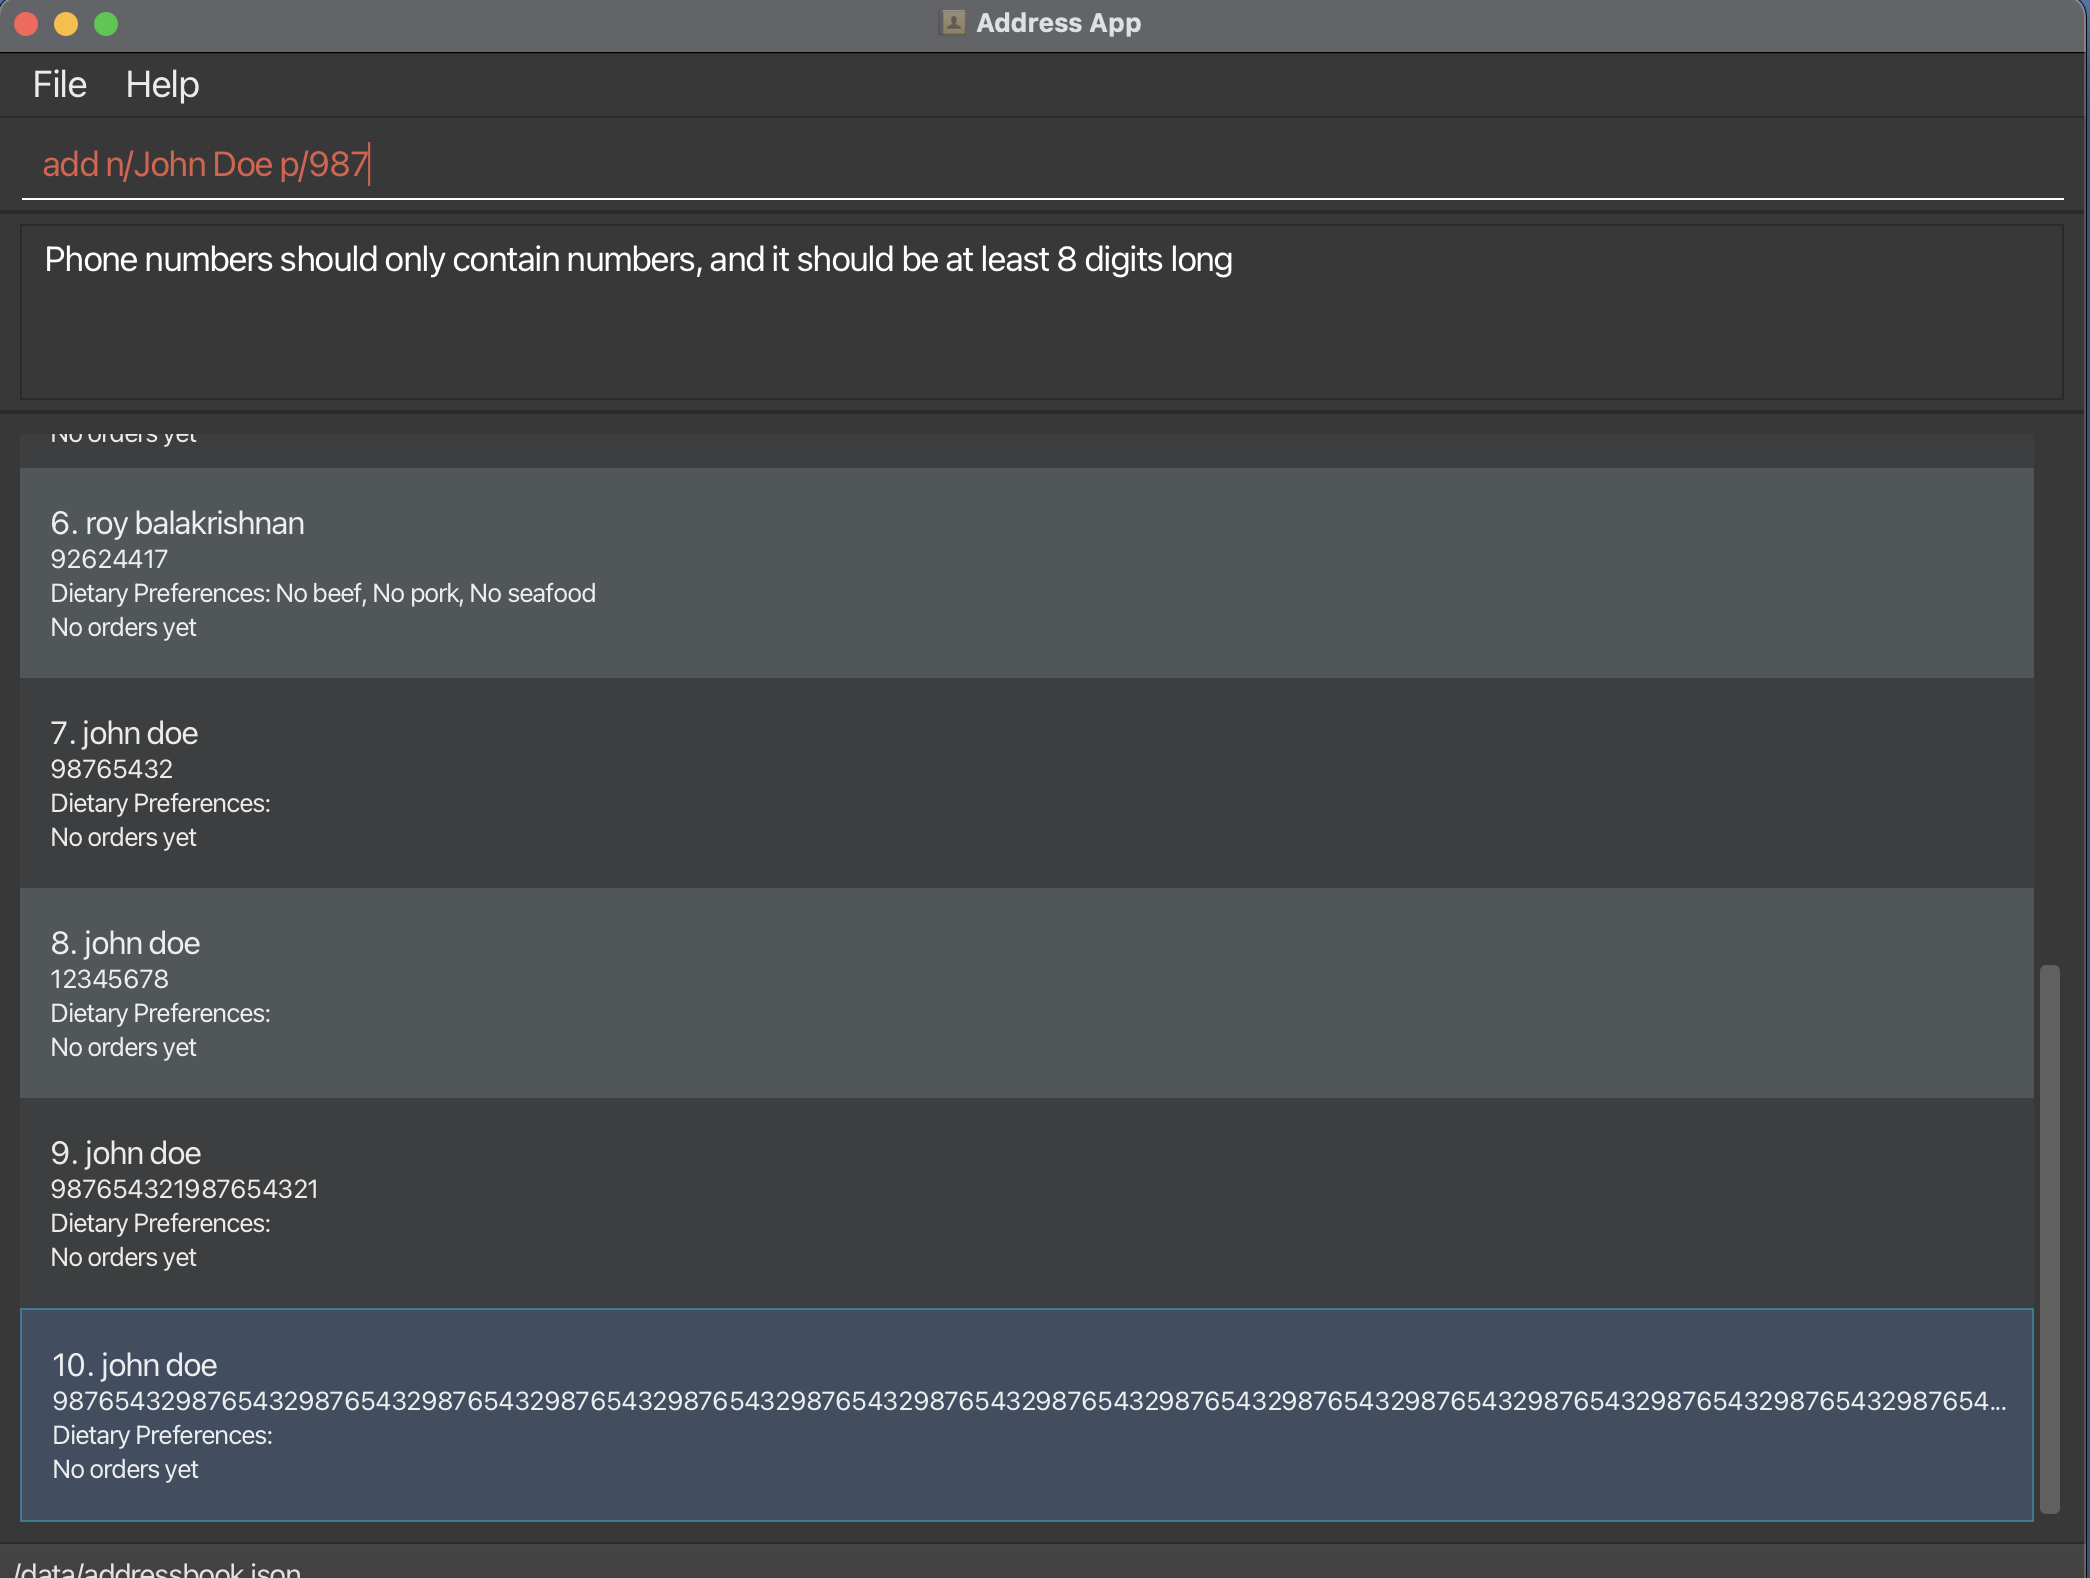 Address App
File Help
add n/John Doe p/987
Phone numbers should only contain numbers, and it should be at least 8 digits long
No orders yet
6. roy balakrishnan
92624417
Dietary Preferences: No beef, No pork, No seafood
No orders yet
7. john doe
98765432
Dietary Preferences:
No orders yet
8. john doe
12345678
Dietary Preferences:
No orders yet
9. john doe
987654321987654321
Dietary Preferences:
No orders yet
10. john doe
9876543298765432987654329876543298765432987654329876543298765432987654329876543298765432987654329876543298765432987654...
Dietary Preferences:
No orders yet
/data/addressbook.json